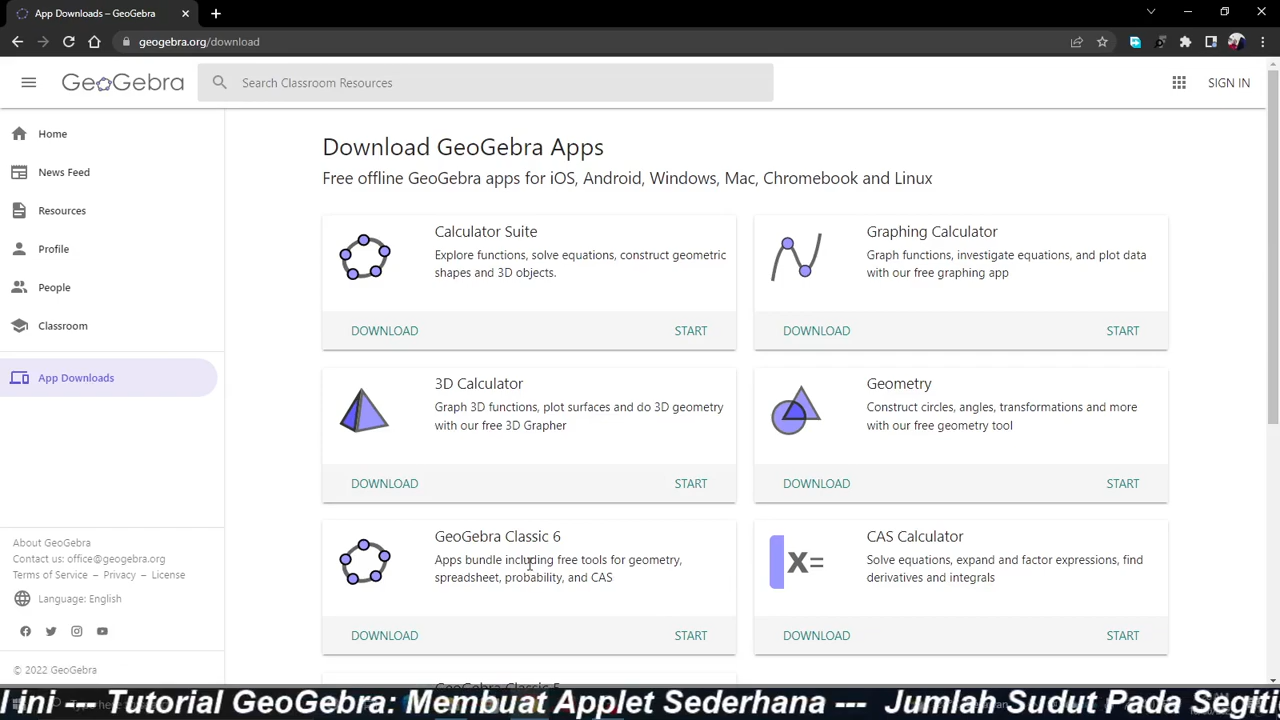 App Downloads – GeoGebra
geogebra.org/download
GeoGebra
Search Classroom Resources
SIGN IN
Home
News Feed
Resources
Profile
People
Classroom
App Downloads
About GeoGebra
Contact us: office@geogebra.org
Terms of Service – Privacy – License
Language: English
© 2022 GeoGebra
Download GeoGebra Apps
Free offline GeoGebra apps for iOS, Android, Windows, Mac, Chromebook and Linux
Calculator Suite
Explore functions, solve equations, construct geometric
shapes and 3D objects.
DOWNLOAD START
Graphing Calculator
Graph functions, investigate equations, and plot data
with our free graphing app
DOWNLOAD START
3D Calculator
Graph 3D functions, plot surfaces and do 3D geometry
with our free 3D Grapher
DOWNLOAD START
Geometry
Construct circles, angles, transformations and more
with our free geometry tool
DOWNLOAD START
GeoGebra Classic 6
Apps bundle including free tools for geometry,
spreadsheet, probability, and CAS
DOWNLOAD START
X=
CAS Calculator
Solve equations, expand and factor expressions, find
derivatives and integrals
DOWNLOAD START
GeoGebra Classic 5
l ini --- Tutorial GeoGebra: Membuat Applet Sederhana --- Jumlah Sudut Pada Segiti